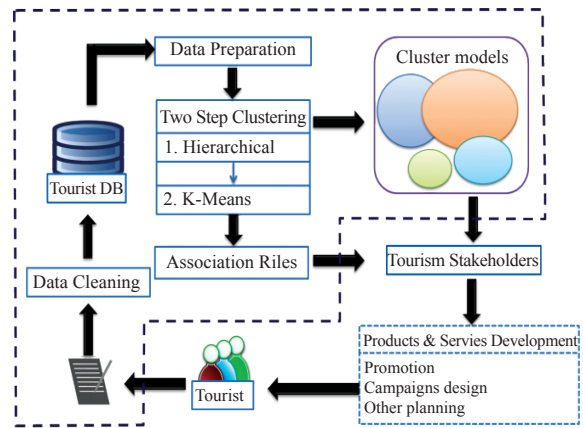 Data Preparation
Cluster models
Two Step Clustering
1. Hierarchical
2. K-Means
Tourist DB
Association Riles
Tourism Stakeholders
Data Cleaning
Products & Servies Development
Promotion
Campaigns design
Other planning
Tourist